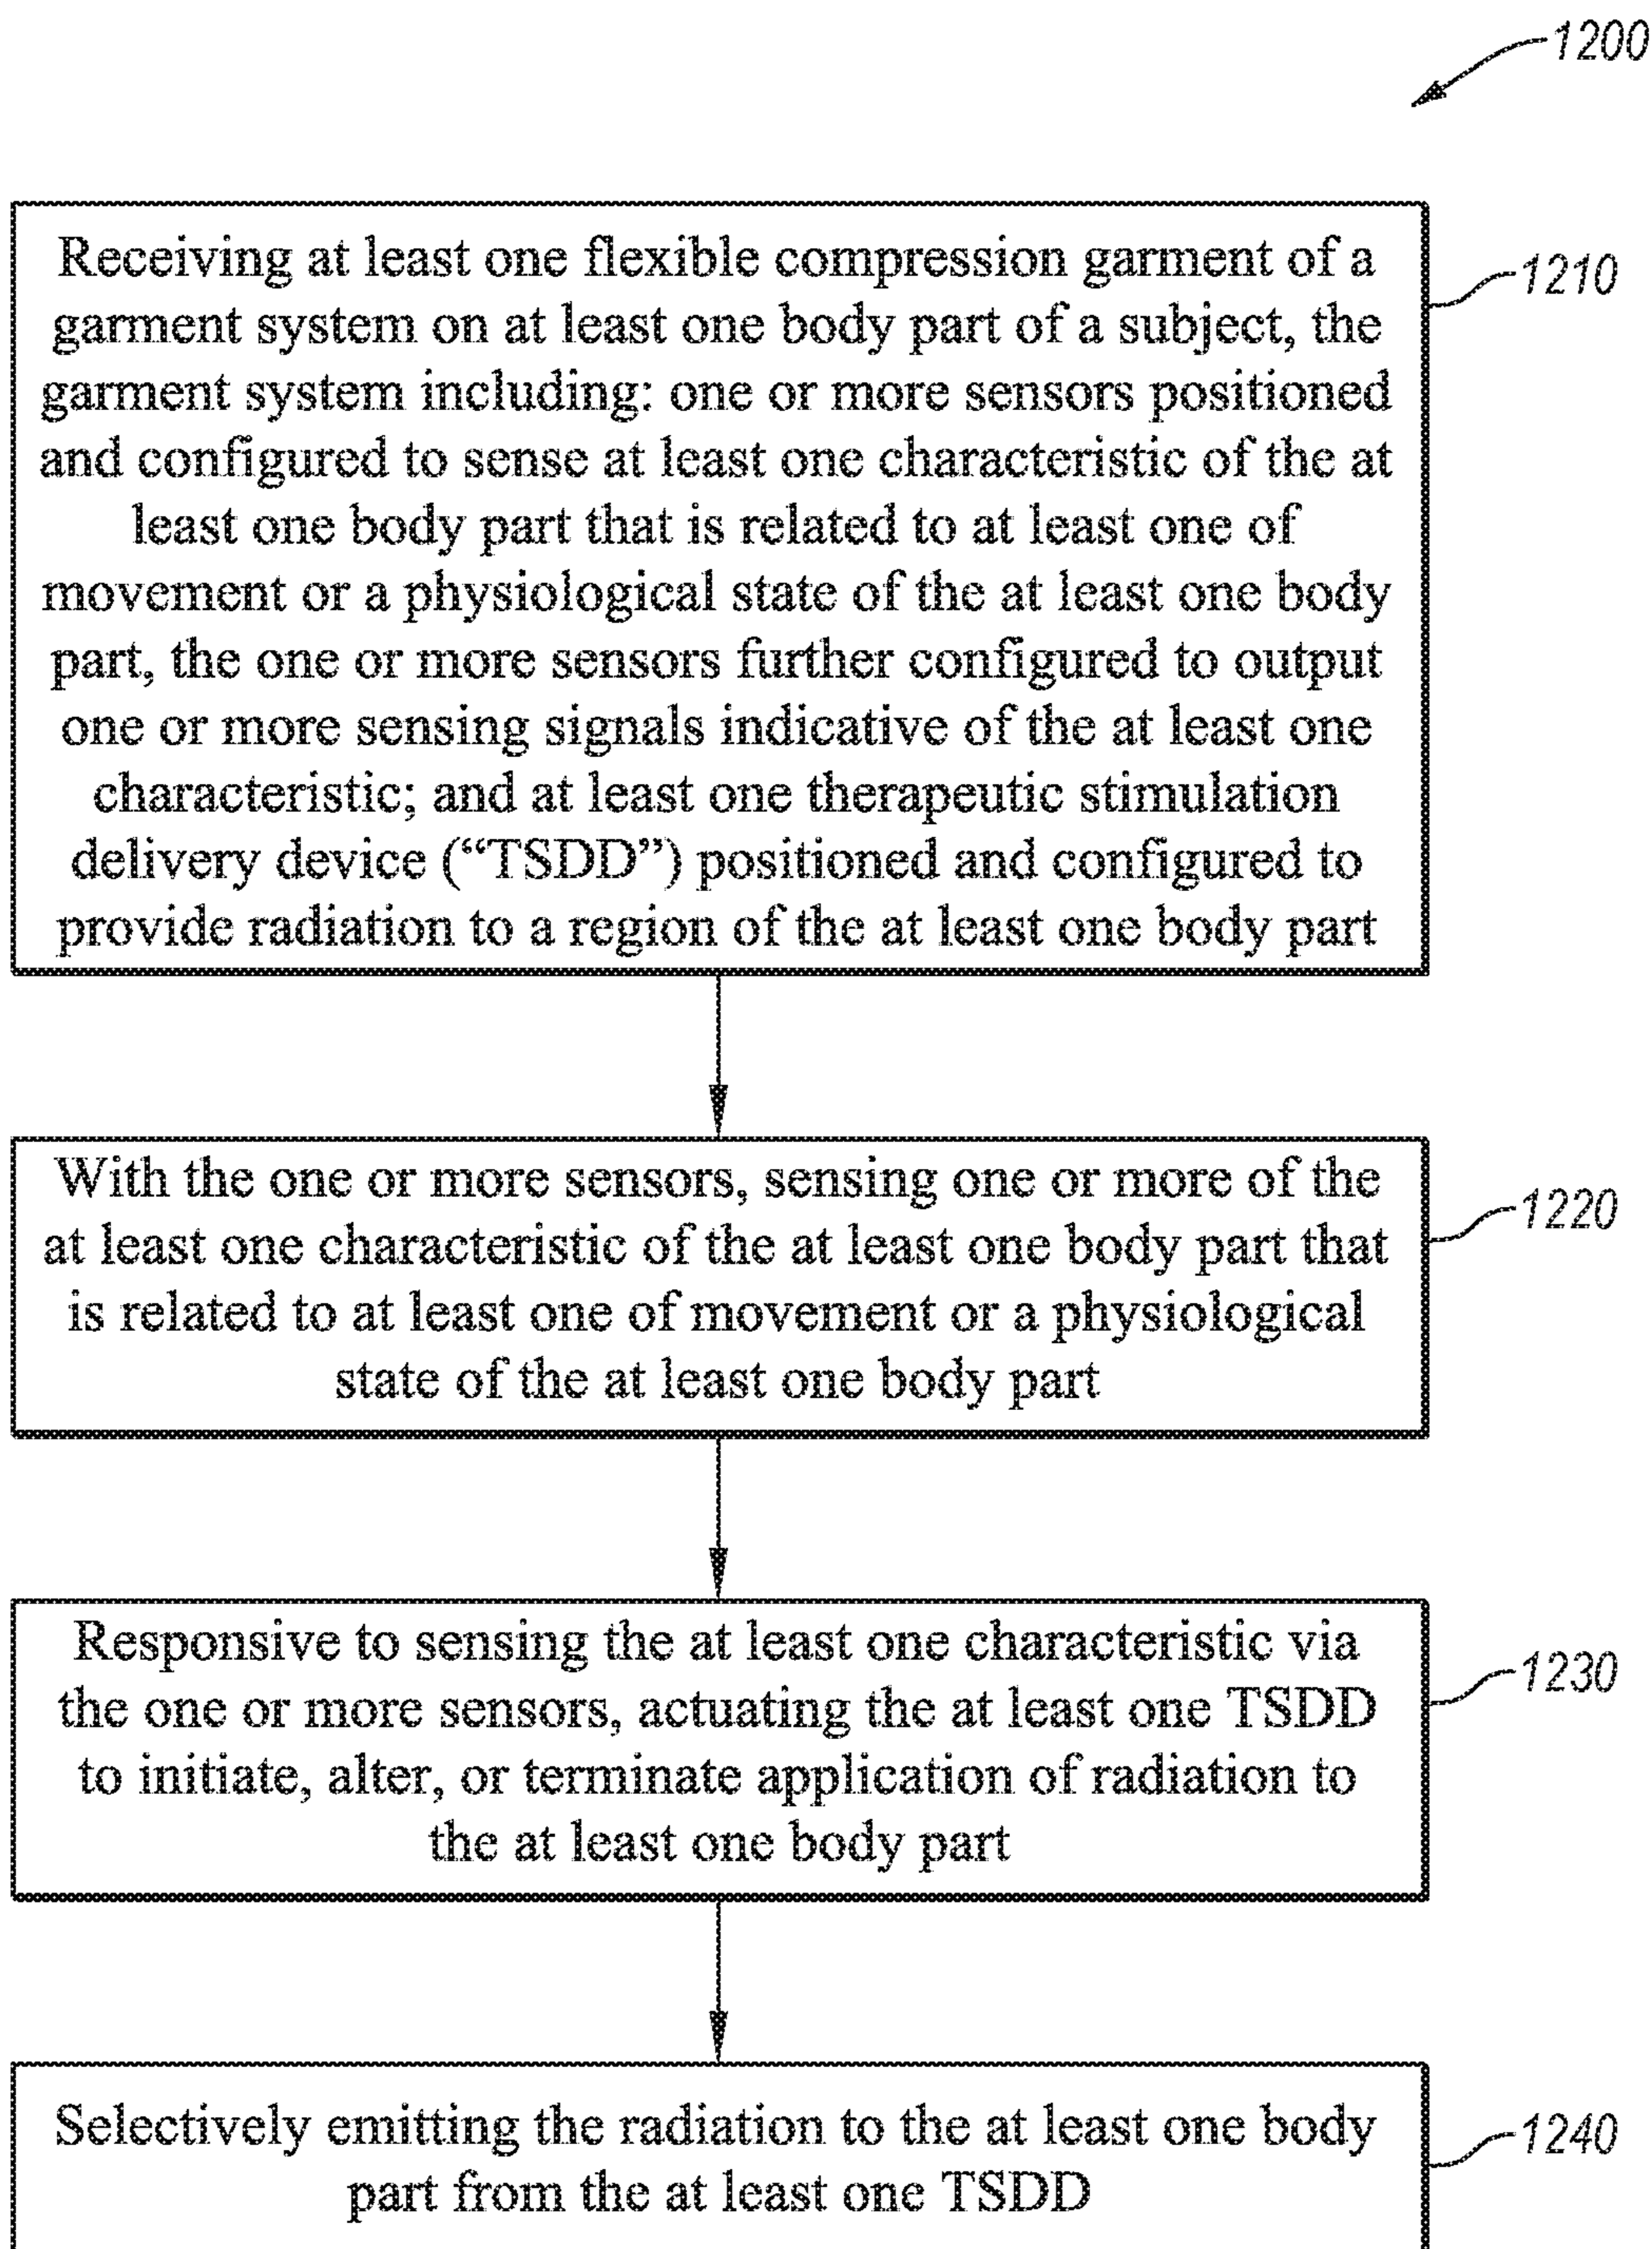 1200
Receiving at least one flexible compression garment of a
garment system on at least one body part of a subject, the
garment system including: one or more sensors positioned
and configured to sense at least one characteristic of the at
least one body part that is related to at least one of
movement or a physiological state of the at least one body
part, the one or more sensors further configured to output
one or more sensing signals indicative of the at least one
characteristic; and at least one therapeutic stimulation
delivery device (“TSDD”) positioned and configured to
provide radiation to a region of the at least one body part
1210
With the one or more sensors, sensing one or more of the
at least one characteristic of the at least one body part that
is related to at least one of movement or a physiological
state of the at least one body part
1220
Responsive to sensing the at least one characteristic via
the one or more sensors, actuating the at least one TSDD
to initiate, alter, or terminate application of radiation to
the at least one body part
1230
Selectively emitting the radiation to the at least one body
part from the at least one TSDD
1240